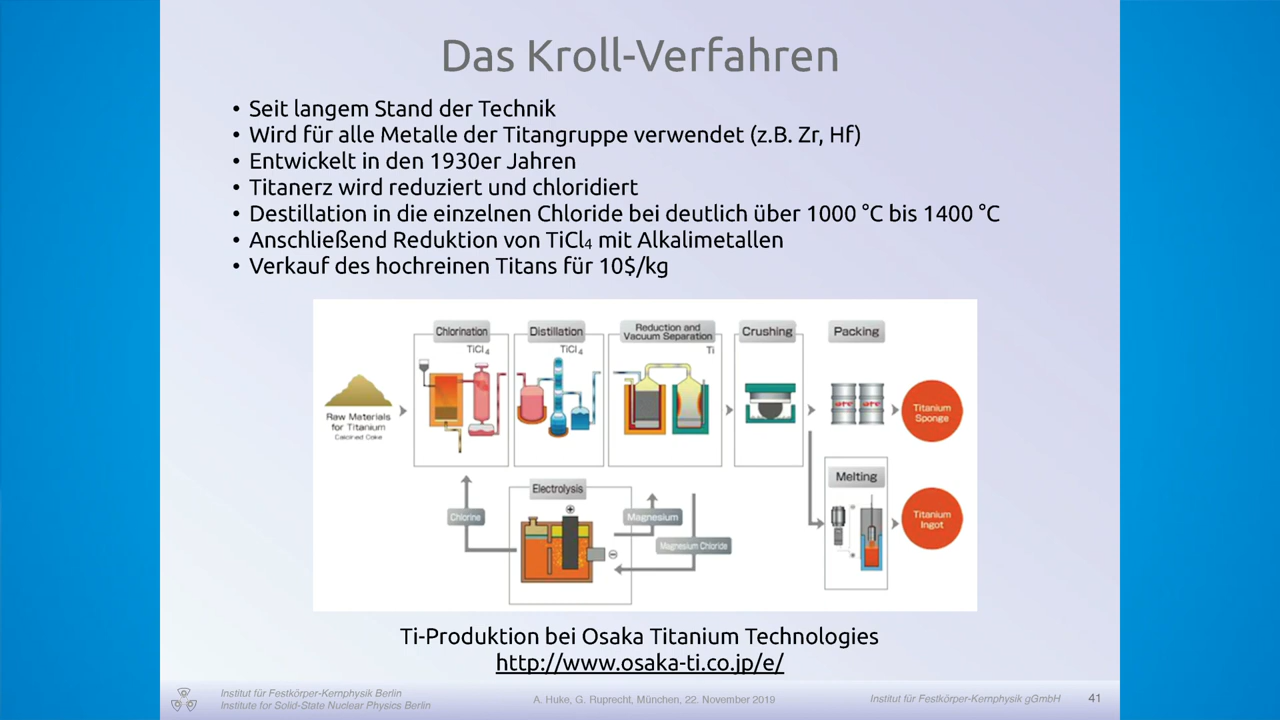 Das Kroll-Verfahren
• Seit langem Stand der Technik
• Wird für alle Metalle der Titangruppe verwendet (z.B. Zr, Hf)
• Entwickelt in den 1930er Jahren
• Titanerz wird reduziert und chloridiert
• Destillation in die einzelnen Chloride bei deutlich über 1000 °C bis 1400 °C
• Anschließend Reduktion von TiCl₄ mit Alkalimetallen
• Verkauf des hochreinen Titans für 10$/kg
Chlorination
TiCl₄
Distillation
TiCl₄
Reduction and
Vacuum Separation
Ti
Crushing
Packing
Raw Materials
for Titanium
Calcined Coke
OTC
OTC
Titanium
Sponge
Electrolysis
Chlorine
Magnesium
Magnesium Chloride
Melting
Titanium
Ingot
Ti-Produktion bei Osaka Titanium Technologies
http://www.osaka-ti.co.jp/e/
Institut für Festkörper-Kernphysik Berlin
Institute for Solid-State Nuclear Physics Berlin
A. Huke, G. Ruprecht, München, 22. November 2019
Institut für Festkörper-Kernphysik gGmbH
41